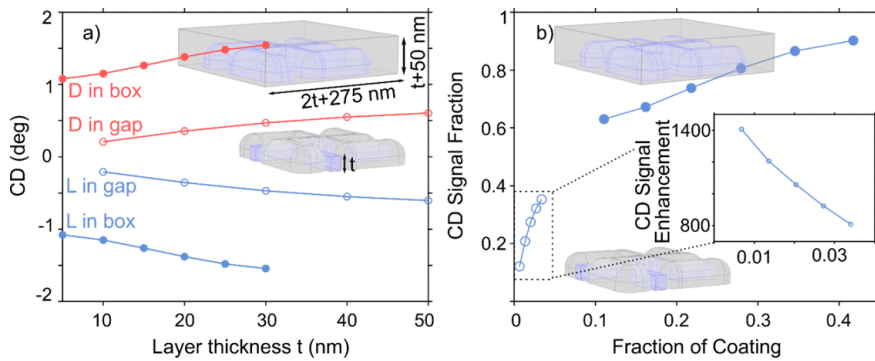 a)
CD (deg)
2
1
0
-1
-2
D in box
D in gap
L in gap
L in box
2t+275 nm
t+50 nm
t
10 20 30 40 50
Layer thickness t (nm)
b)
CD Signal Fraction
1
0.8
0.6
0.4
0.2
0 0.1 0.2 0.3 0.4
Fraction of Coating
CD Signal
Enhancement
1400
800
0.01 0.03